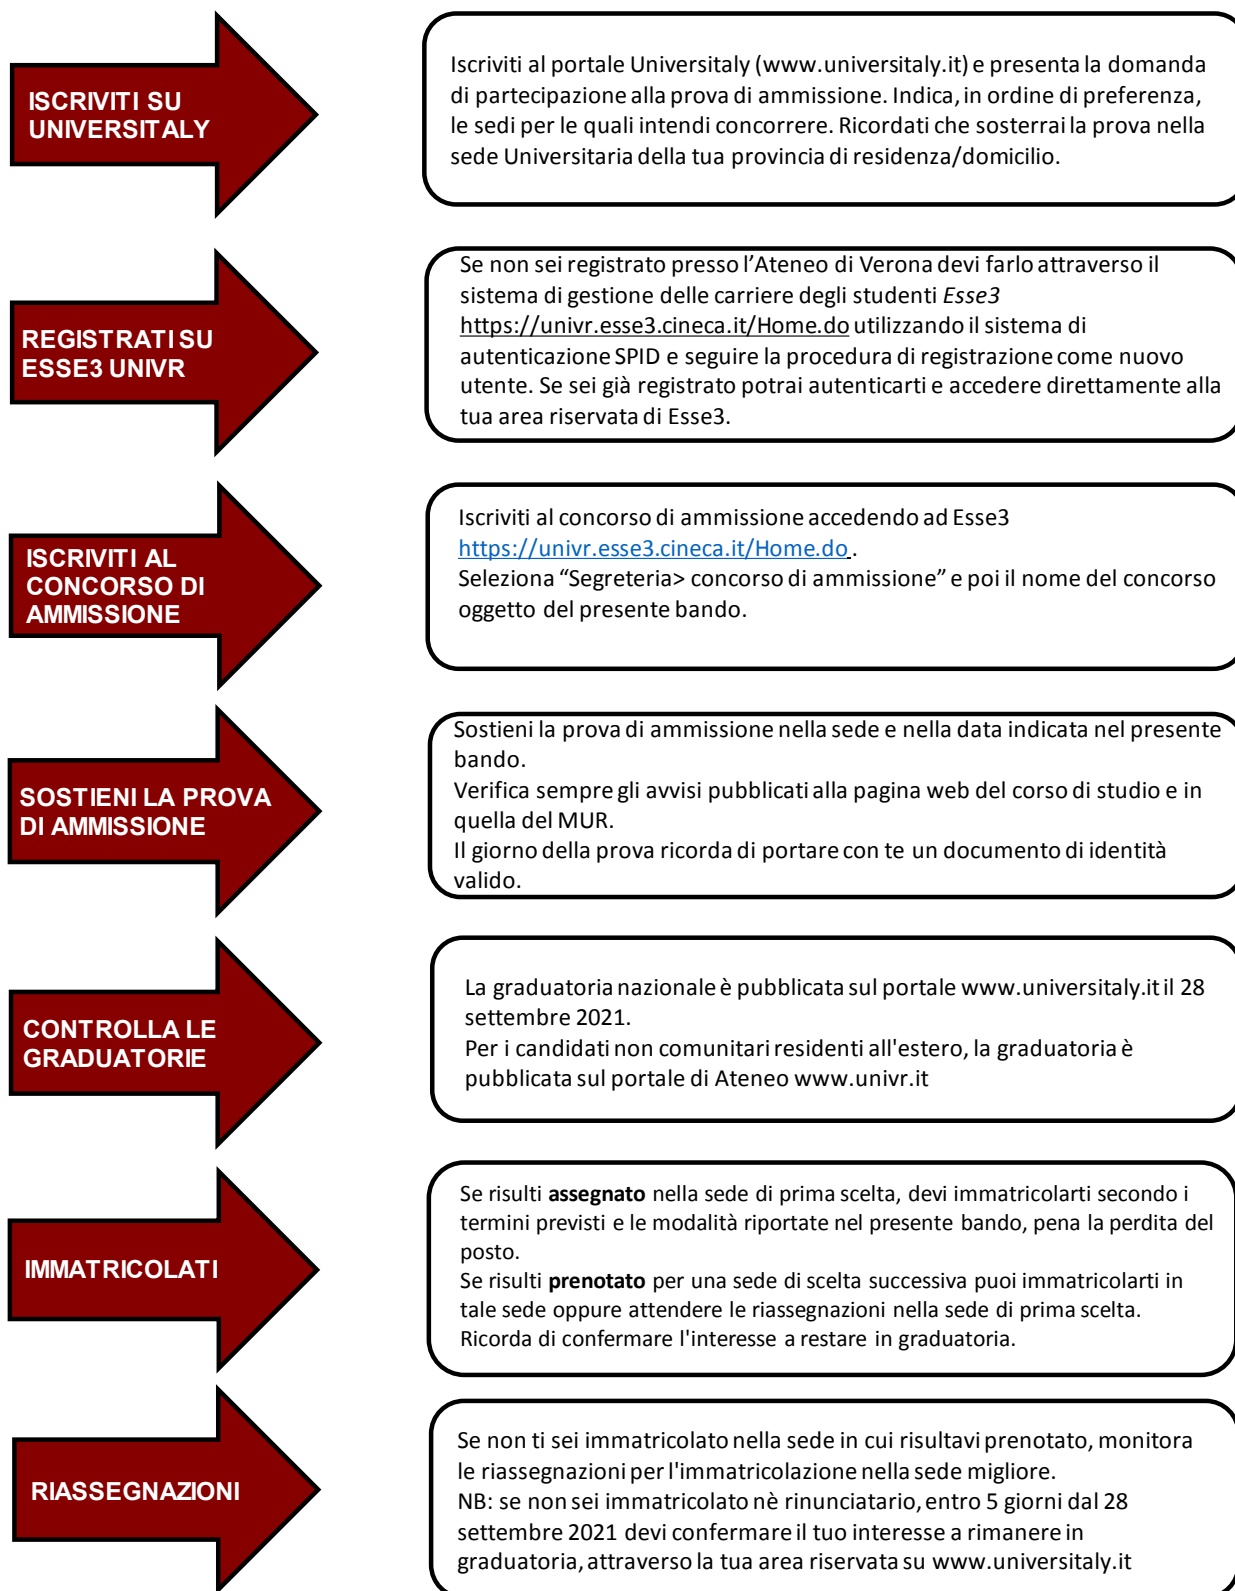 ISCRIVITI SU
UNIVERSITALY
Iscriviti al portale Universitaly (www.universitaly.it) e presenta la domanda
di partecipazione alla prova di ammissione. Indica, in ordine di preferenza,
le sedi per le quali intendi concorrere. Ricordati che sosterrai la prova nella
sede Universitaria della tua provincia di residenza/domicilio.
REGISTRATI SU
ESSE3 UNIVR
Se non sei registrato presso l’Ateneo di Verona devi farlo attraverso il
sistema di gestione delle carriere degli studenti Esse3
https://univr.esse3.cineca.it/Home.do utilizzando il sistema di
autenticazione SPID e seguire la procedura di registrazione come nuovo
utente. Se sei già registrato potrai autenticarti e accedere direttamente alla
tua area riservata di Esse3.
ISCRIVITI AL
CONCORSO DI
AMMISSIONE
Iscriviti al concorso di ammissione accedendo ad Esse3
https://univr.esse3.cineca.it/Home.do .
Seleziona “Segreteria> concorso di ammissione” e poi il nome del concorso
oggetto del presente bando.
SOSTIENI LA PROVA
DI AMMISSIONE
Sostieni la prova di ammissione nella sede e nella data indicata nel presente
bando.
Verifica sempre gli avvisi pubblicati alla pagina web del corso di studio e in
quella del MUR.
Il giorno della prova ricorda di portare con te un documento di identità
valido.
CONTROLLA LE
GRADUATORIE
La graduatoria nazionale è pubblicata sul portale www.universitaly.it il 28
settembre 2021.
Per i candidati non comunitari residenti all'estero, la graduatoria è
pubblicata sul portale di Ateneo www.univr.it
IMMATRICOLATI
Se risulti assegnato nella sede di prima scelta, devi immatricolarti secondo i
termini previsti e le modalità riportate nel presente bando, pena la perdita del
posto.
Se risulti prenotato per una sede di scelta successiva puoi immatricolarti in
tale sede oppure attendere le riassegnazioni nella sede di prima scelta.
Ricorda di confermare l'interesse a restare in graduatoria.
RIASSEGNAZIONI
Se non ti sei immatricolato nella sede in cui risultavi prenotato, monitora
le riassegnazioni per l'immatricolazione nella sede migliore.
NB: se non sei immatricolato nè rinunciatario, entro 5 giorni dal 28
settembre 2021 devi confermare il tuo interesse a rimanere in
graduatoria, attraverso la tua area riservata su www.universitaly.it